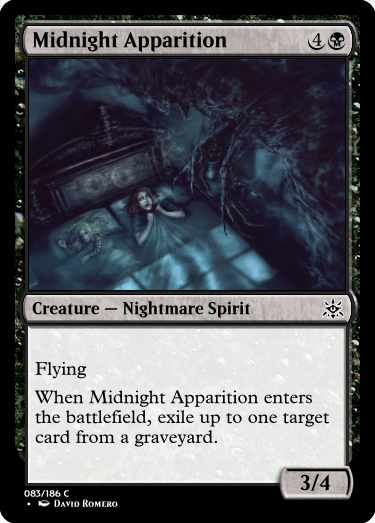 Midnight Apparition 4
Creature — Nightmare Spirit
Flying
When Midnight Apparition enters
the battlefield, exile up to one target
card from a graveyard.
3/4
083/186 C
• David Romero